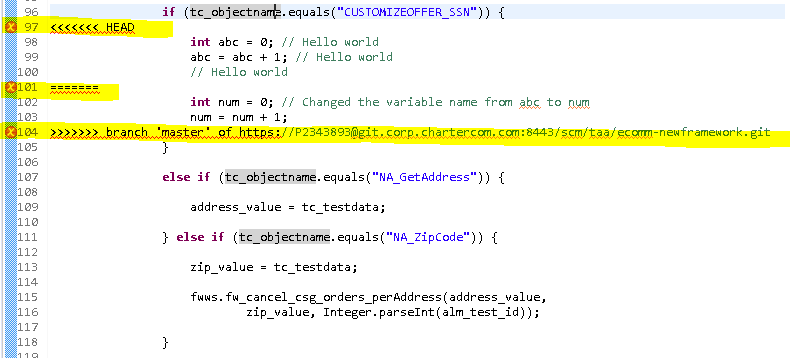 96 if (tc_objectname.equals("CUSTOMIZEOFFER_SSN")) {
97 <<<<<<< HEAD
98 int abc = 0; // Hello world
99 abc = abc + 1; // Hello world
100 // Hello world
101 =======
102 int num = 0; // Changed the variable name from abc to num
103 num = num + 1;
104 >>>>>>> branch 'master' of https://P2343893@git.corp.chartercom.com:8443/scm/taa/ecomm-newframework.git
105 }
106
107 else if (tc_objectname.equals("NA_GetAddress")) {
108
109 address_value = tc_testdata;
110
111 } else if (tc_objectname.equals("NA_ZipCode")) {
112
113 zip_value = tc_testdata;
114
115 fwws.fw_cancel_csg_orders_perAddress(address_value,
116 zip_value, Integer.parseInt(alm_test_id));
117
118 }
119